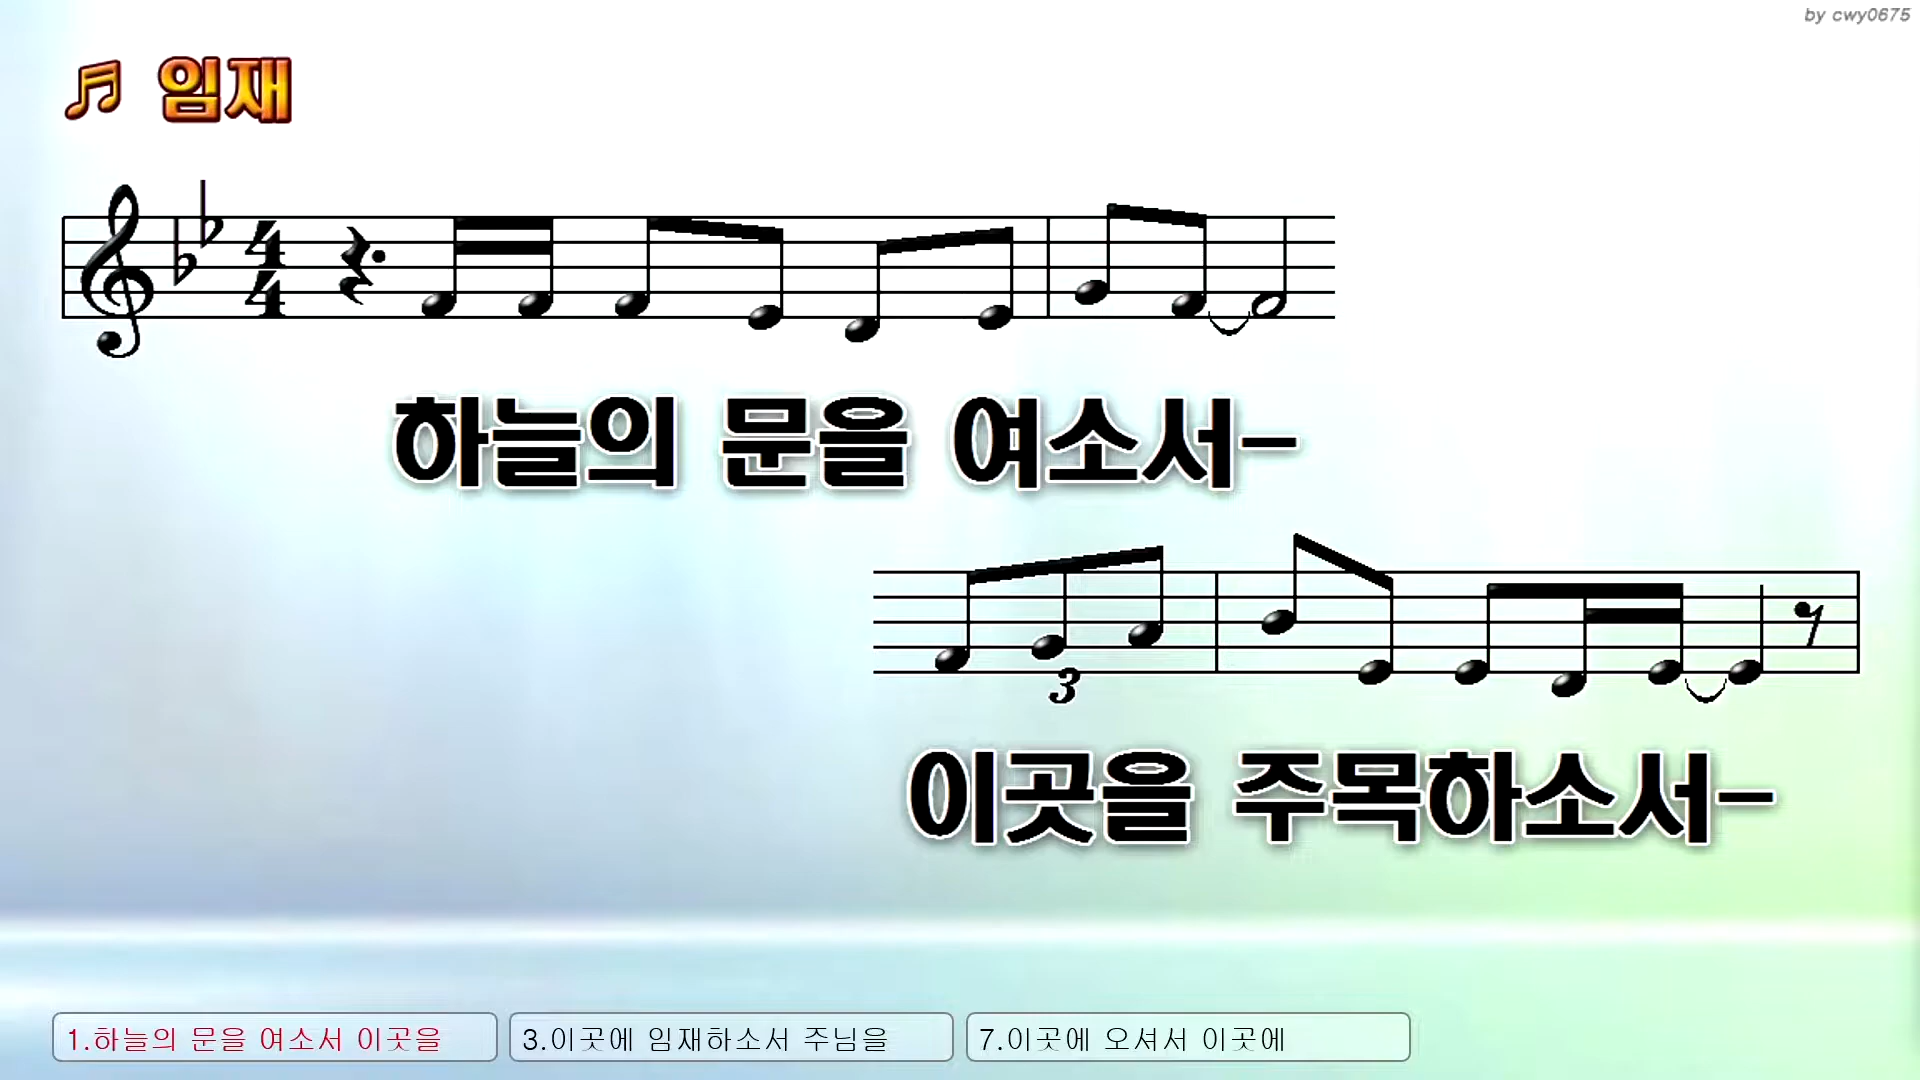 by cwy0675
임재
하늘의 문을 여소서-
3
이곳을 주목하소서-
1.하늘의 문을 여소서 이곳을
3.이곳에 임재하소서 주님을
7.이곳에 오셔서 이곳에